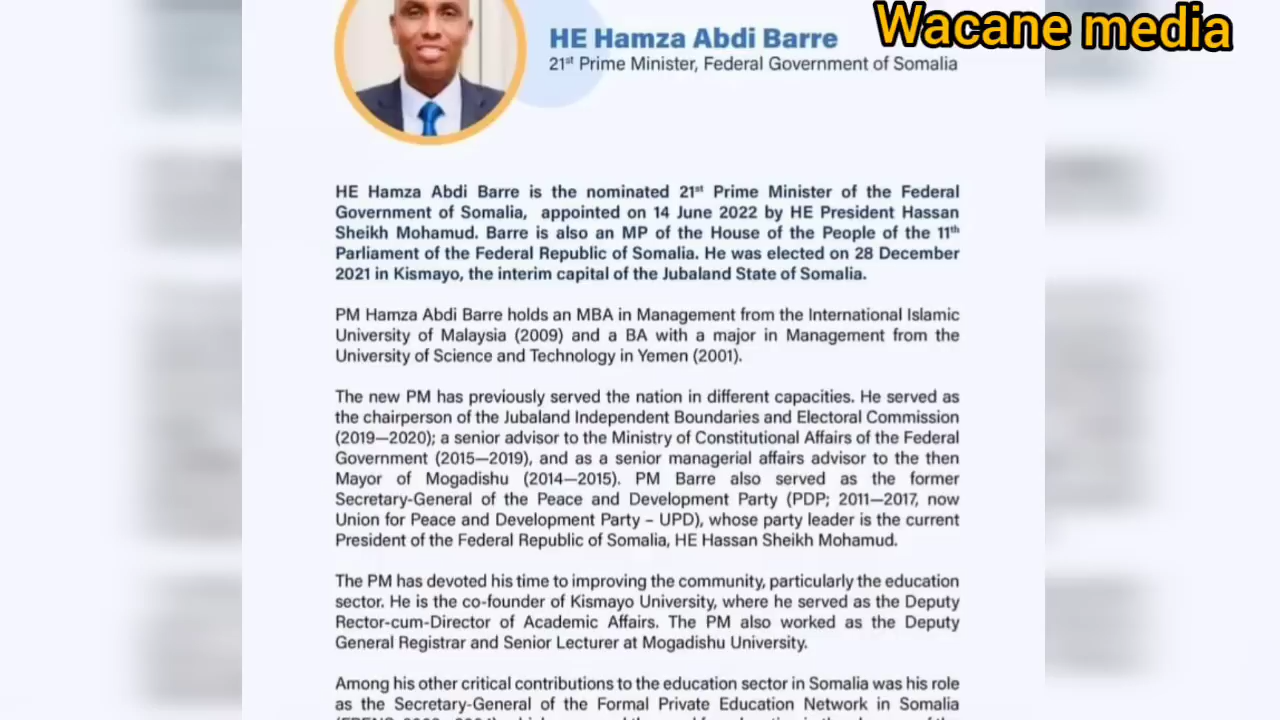 Wacane media
HE Hamza Abdi Barre
21st Prime Minister, Federal Government of Somalia
HE Hamza Abdi Barre is the nominated 21st Prime Minister of the Federal
Government of Somalia, appointed on 14 June 2022 by HE President Hassan
Sheikh Mohamud. Barre is also an MP of the House of the People of the 11th
Parliament of the Federal Republic of Somalia. He was elected on 28 December
2021 in Kismayo, the interim capital of the Jubaland State of Somalia.
PM Hamza Abdi Barre holds an MBA in Management from the International Islamic
University of Malaysia (2009) and a BA with a major in Management from the
University of Science and Technology in Yemen (2001).
The new PM has previously served the nation in different capacities. He served as
the chairperson of the Jubaland Independent Boundaries and Electoral Commission
(2019—2020); a senior advisor to the Ministry of Constitutional Affairs of the Federal
Government (2015—2019), and as a senior managerial affairs advisor to the then
Mayor of Mogadishu (2014—2015). PM Barre also served as the former
Secretary-General of the Peace and Development Party (PDP; 2011—2017, now
Union for Peace and Development Party – UPD), whose party leader is the current
President of the Federal Republic of Somalia, HE Hassan Sheikh Mohamud.
The PM has devoted his time to improving the community, particularly the education
sector. He is the co-founder of Kismayo University, where he served as the Deputy
Rector-cum-Director of Academic Affairs. The PM also worked as the Deputy
General Registrar and Senior Lecturer at Mogadishu University.
Among his other critical contributions to the education sector in Somalia was his role
as the Secretary-General of the Formal Private Education Network in Somalia